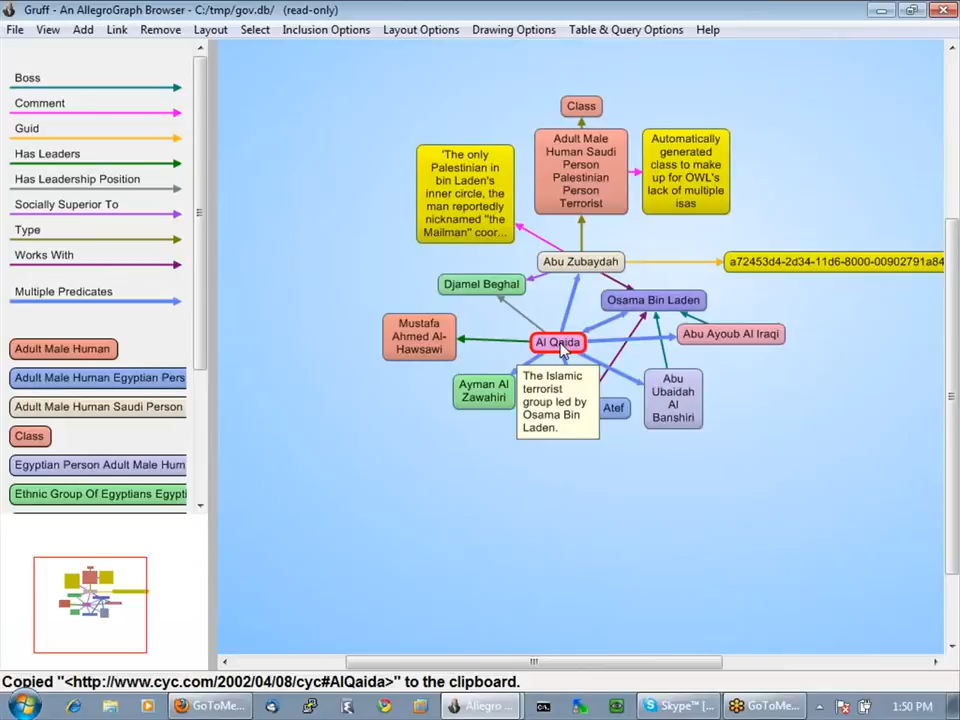 Gruff - An AllegroGraph Browser - C:/tmp/gov.db/   (read-only)
File View Add Link Remove Layout Select Inclusion Options Layout Options Drawing Options Table & Query Options Help
Boss
Comment
Guid
Has Leaders
Has Leadership Position
Socially Superior To
Type
Works With
Multiple Predicates
Adult Male Human
Adult Male Human Egyptian Pers
Adult Male Human Saudi Person
Class
Egyptian Person Adult Male Hum
Ethnic Group Of Egyptians Egypti
Class
Adult Male
Human Saudi
Person
Palestinian
Person
Terrorist
Automatically
generated
class to make
up for OWL's
lack of multiple
isas
'The only
Palestinian in
bin Laden's
inner circle, the
man reportedly
nicknamed "the
Mailman" coor...
Abu Zubaydah
a72453d4-2d34-11d6-8000-00902791a84
Djamel Beghal
Osama Bin Laden
Mustafa
Ahmed Al-
Hawsawi
Al Qaida
Abu Ayoub Al Iraqi
Ayman Al
Zawahiri
The Islamic
terrorist
group led by
Osama Bin
Laden.
Atef
Abu
Ubaidah
Al
Banshiri
Copied "<http://www.cyc.com/2002/04/08/cyc#AlQaida>" to the clipboard.
GoToMe...
Allegro ...
Skype™ [...
GoToMe...
1:50 PM